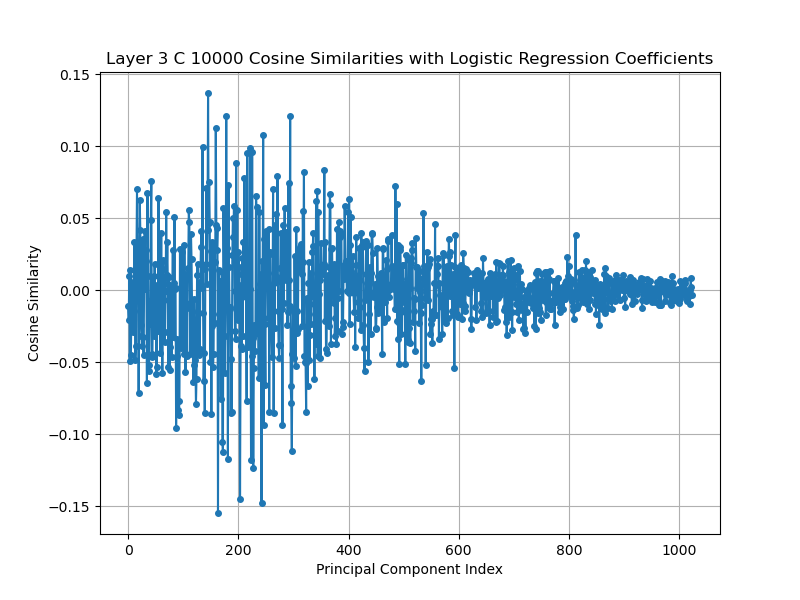 Layer 3 C 10000 Cosine Similarities with Logistic Regression Coefficients
0.15
0.10
0.05
0.00
−0.05
−0.10
−0.15
Cosine Similarity
0 200 400 600 800 1000
Principal Component Index